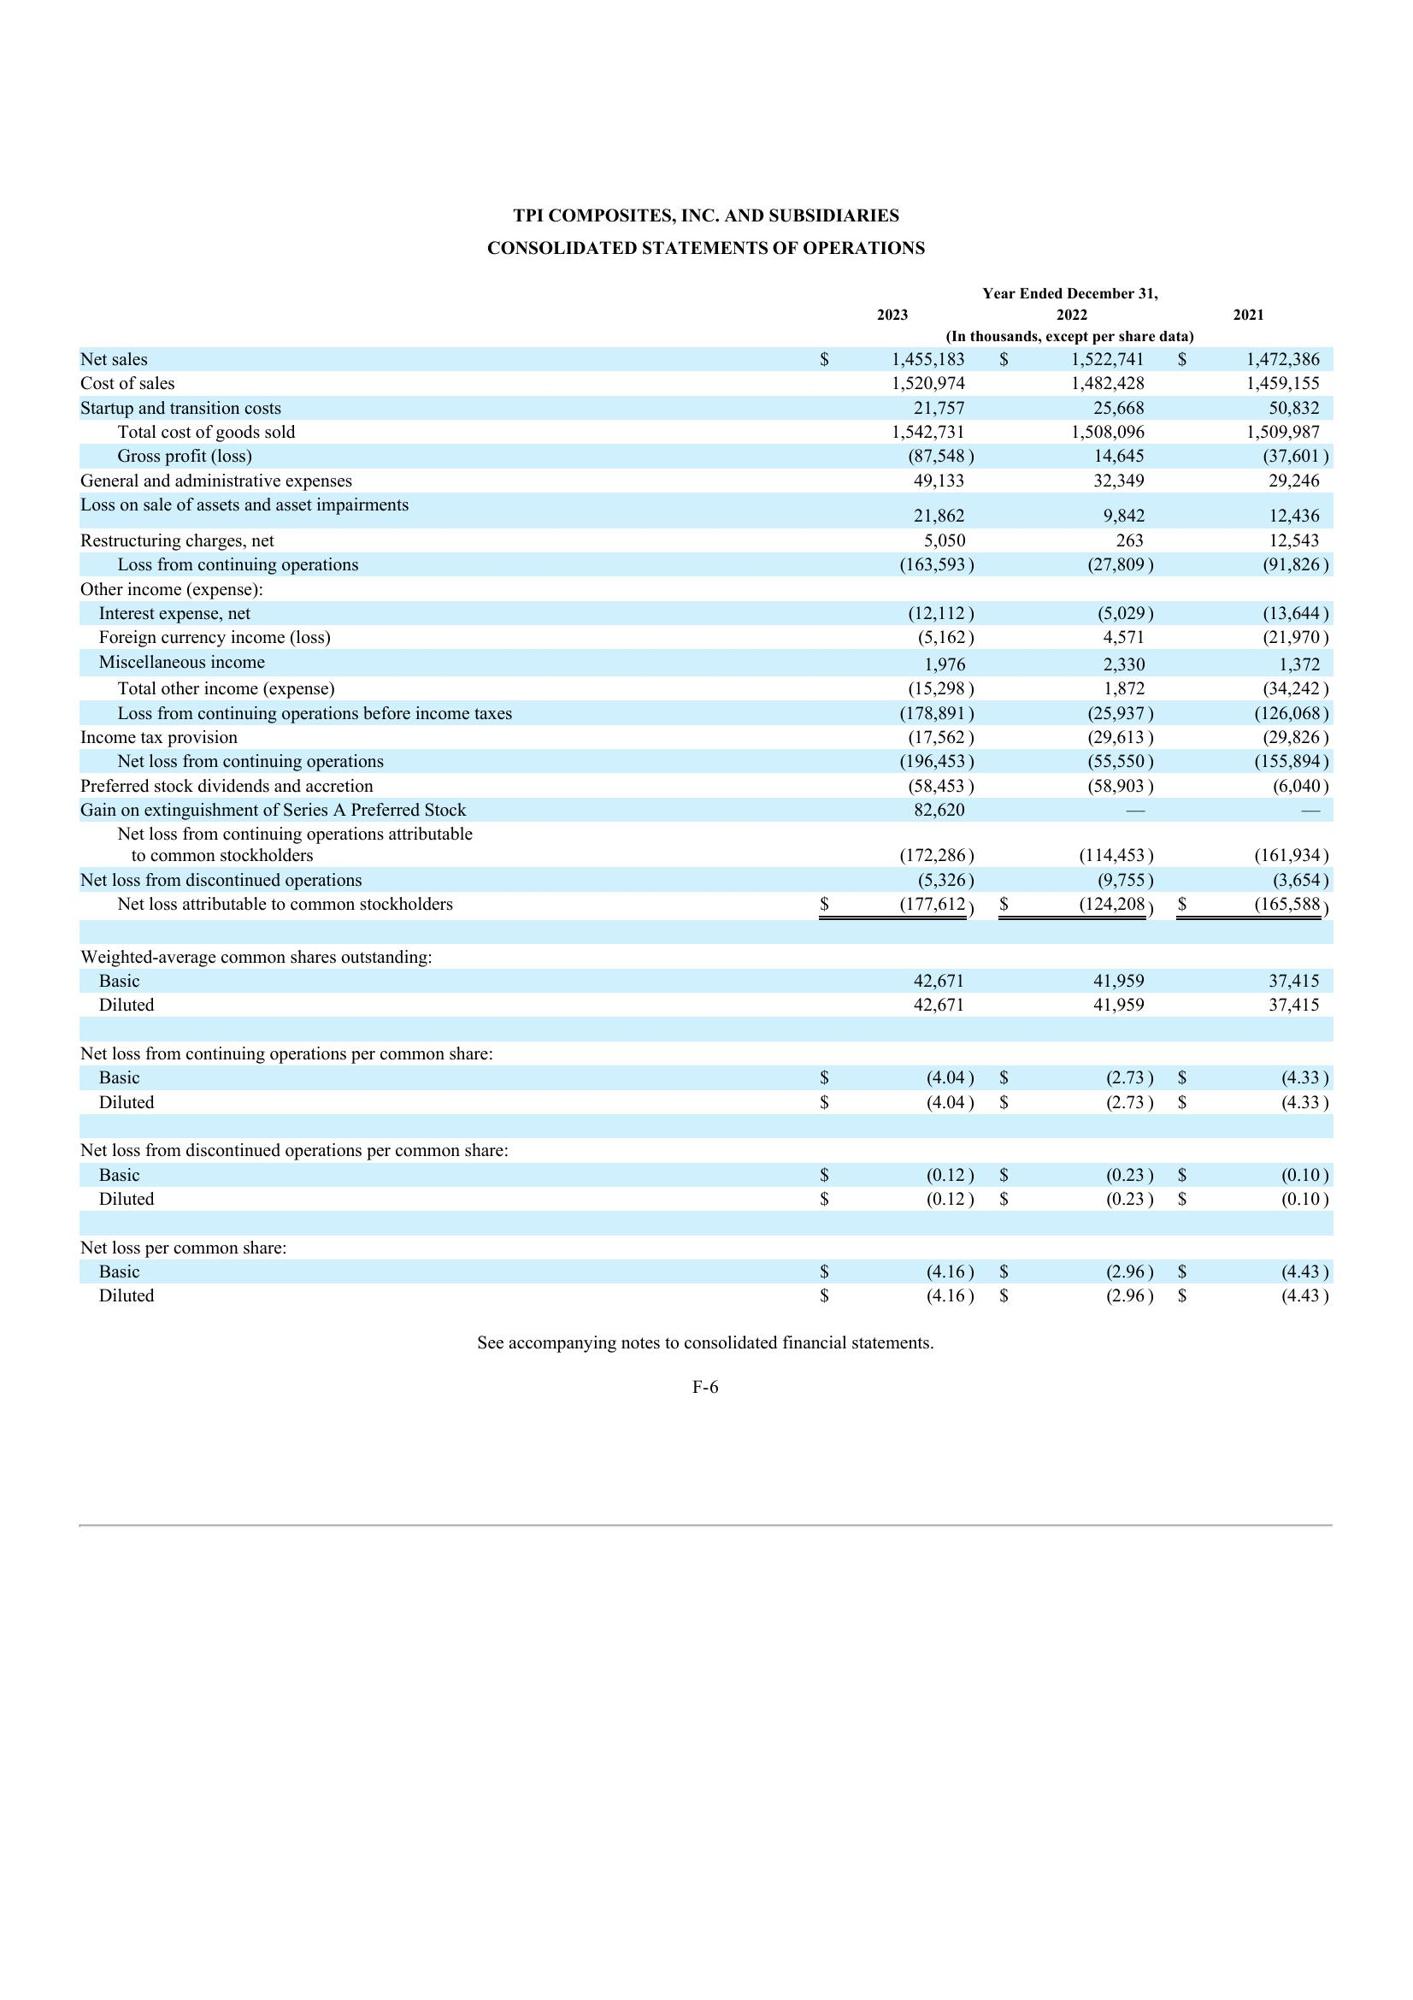 TPI COMPOSITES, INC. AND SUBSIDIARIES
CONSOLIDATED STATEMENTS OF OPERATIONS
Year Ended December 31,
2023 2022 2021
(In thousands, except per share data)
Net sales $ 1,455,183 $ 1,522,741 $ 1,472,386
Cost of sales 1,520,974 1,482,428 1,459,155
Startup and transition costs 21,757 25,668 50,832
Total cost of goods sold 1,542,731 1,508,096 1,509,987
Gross profit (loss) (87,548 ) 14,645 (37,601 )
General and administrative expenses 49,133 32,349 29,246
Loss on sale of assets and asset impairments 21,862 9,842 12,436
Restructuring charges, net 5,050 263 12,543
Loss from continuing operations (163,593 ) (27,809 ) (91,826 )
Other income (expense):
Interest expense, net (12,112 ) (5,029 ) (13,644 )
Foreign currency income (loss) (5,162 ) 4,571 (21,970 )
Miscellaneous income 1,976 2,330 1,372
Total other income (expense) (15,298 ) 1,872 (34,242 )
Loss from continuing operations before income taxes (178,891 ) (25,937 ) (126,068 )
Income tax provision (17,562 ) (29,613 ) (29,826 )
Net loss from continuing operations (196,453 ) (55,550 ) (155,894 )
Preferred stock dividends and accretion (58,453 ) (58,903 ) (6,040 )
Gain on extinguishment of Series A Preferred Stock 82,620 — —
Net loss from continuing operations attributable
to common stockholders (172,286 ) (114,453 ) (161,934 )
Net loss from discontinued operations (5,326 ) (9,755 ) (3,654 )
Net loss attributable to common stockholders $ (177,612 ) $ (124,208 ) $ (165,588 )
Weighted-average common shares outstanding:
Basic 42,671 41,959 37,415
Diluted 42,671 41,959 37,415
Net loss from continuing operations per common share:
Basic $ (4.04 ) $ (2.73 ) $ (4.33 )
Diluted $ (4.04 ) $ (2.73 ) $ (4.33 )
Net loss from discontinued operations per common share:
Basic $ (0.12 ) $ (0.23 ) $ (0.10 )
Diluted $ (0.12 ) $ (0.23 ) $ (0.10 )
Net loss per common share:
Basic $ (4.16 ) $ (2.96 ) $ (4.43 )
Diluted $ (4.16 ) $ (2.96 ) $ (4.43 )
See accompanying notes to consolidated financial statements.
F-6